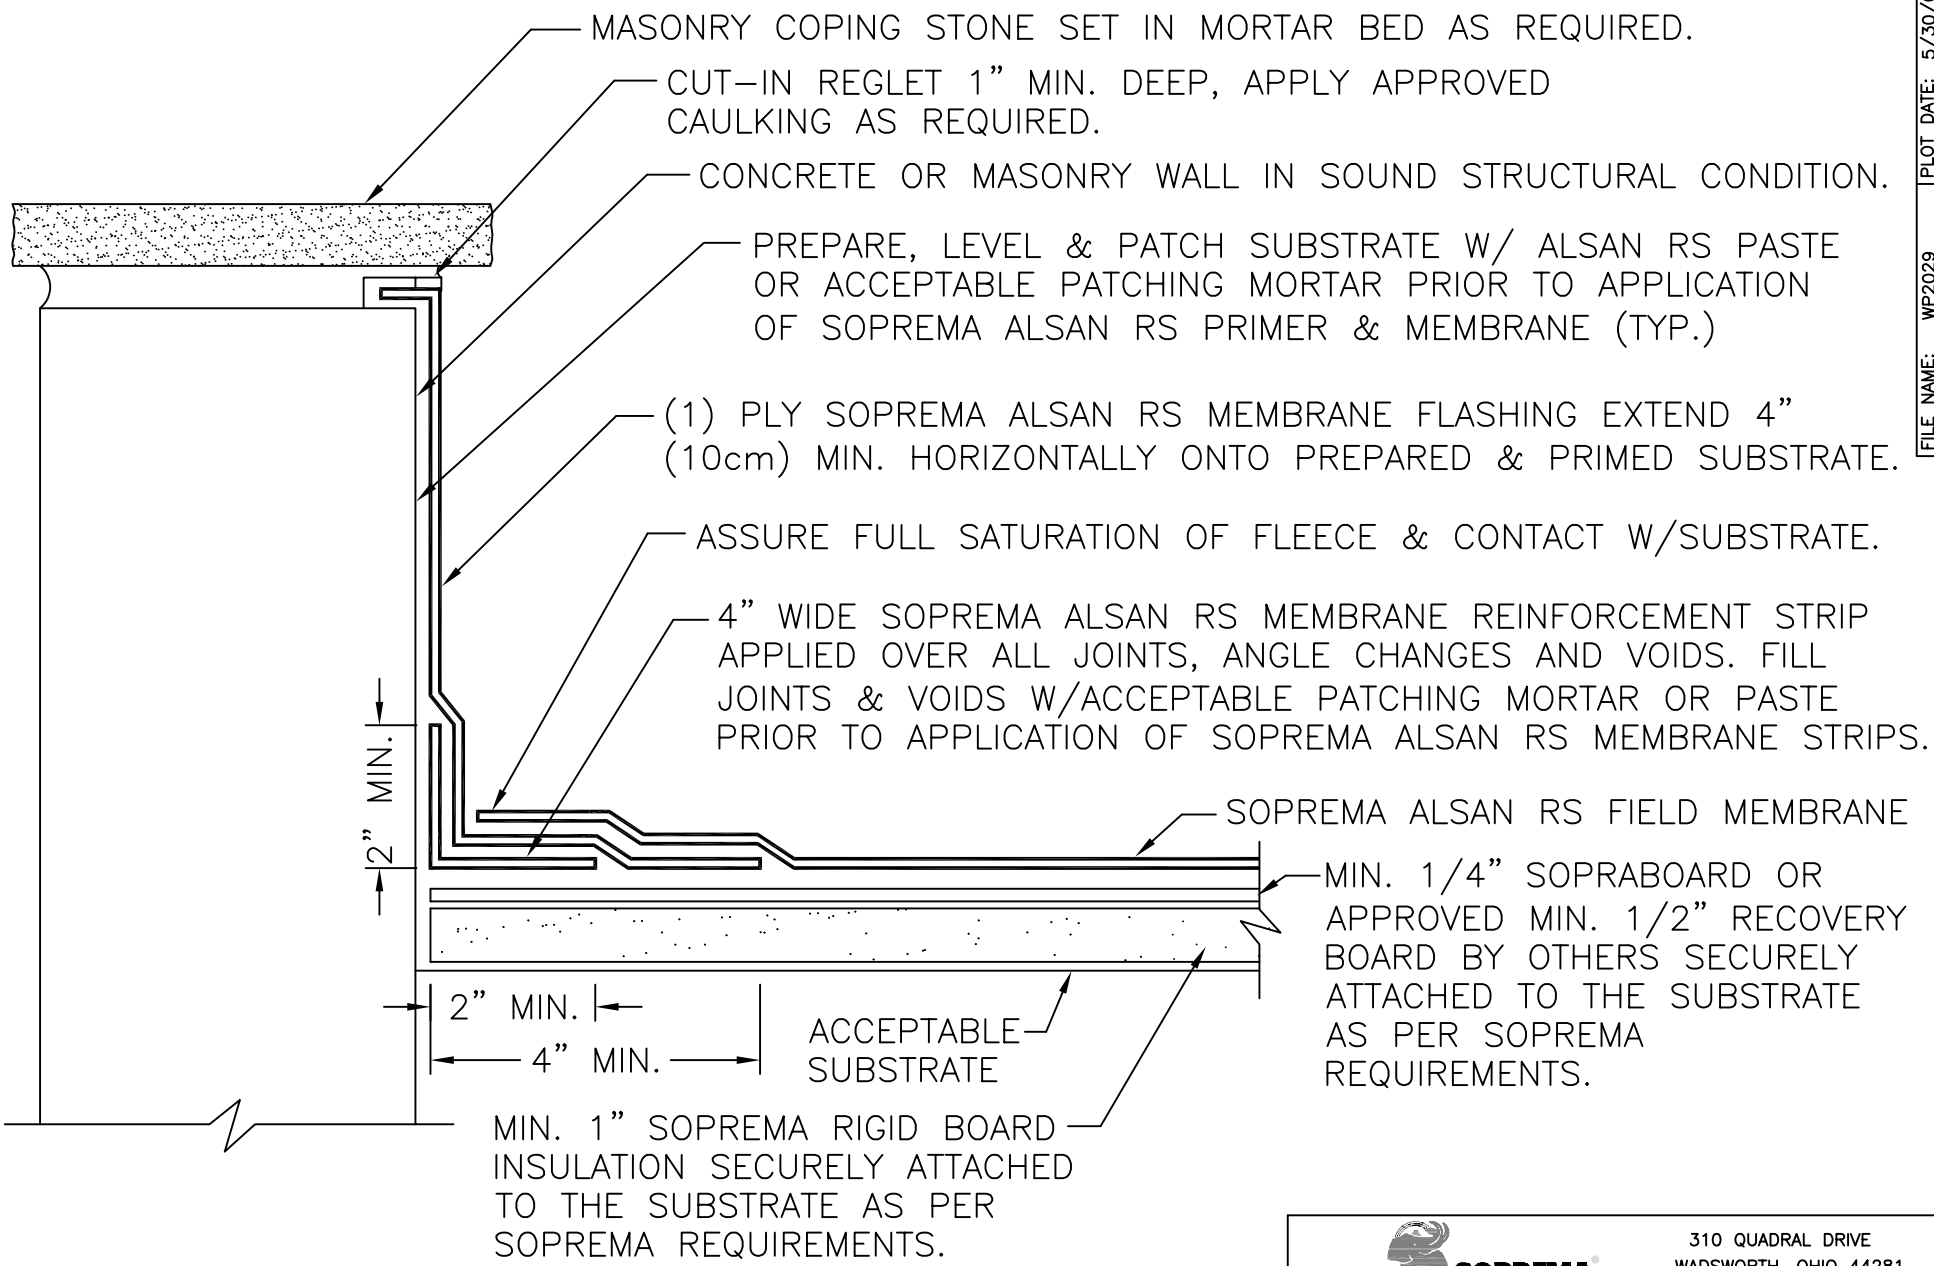 MASONRY COPING STONE SET IN MORTAR BED AS REQUIRED.
CUT-IN REGLET 1" MIN. DEEP, APPLY APPROVED
CAULKING AS REQUIRED.
CONCRETE OR MASONRY WALL IN SOUND STRUCTURAL CONDITION.
PREPARE, LEVEL & PATCH SUBSTRATE W/ ALSAN RS PASTE
OR ACCEPTABLE PATCHING MORTAR PRIOR TO APPLICATION
OF SOPREMA ALSAN RS PRIMER & MEMBRANE (TYP.)
(1) PLY SOPREMA ALSAN RS MEMBRANE FLASHING EXTEND 4"
(10cm) MIN. HORIZONTALLY ONTO PREPARED & PRIMED SUBSTRATE.
ASSURE FULL SATURATION OF FLEECE & CONTACT W/SUBSTRATE.
4" WIDE SOPREMA ALSAN RS MEMBRANE REINFORCEMENT STRIP
APPLIED OVER ALL JOINTS, ANGLE CHANGES AND VOIDS. FILL
JOINTS & VOIDS W/ACCEPTABLE PATCHING MORTAR OR PASTE
PRIOR TO APPLICATION OF SOPREMA ALSAN RS MEMBRANE STRIPS.
2" MIN.
SOPREMA ALSAN RS FIELD MEMBRANE
MIN. 1/4" SOPRABOARD OR
APPROVED MIN. 1/2" RECOVERY
BOARD BY OTHERS SECURELY
ATTACHED TO THE SUBSTRATE
AS PER SOPREMA
REQUIREMENTS.
2" MIN.
4" MIN.
ACCEPTABLE
SUBSTRATE
MIN. 1" SOPREMA RIGID BOARD
INSULATION SECURELY ATTACHED
TO THE SUBSTRATE AS PER
SOPREMA REQUIREMENTS.
FILE NAME: WP2029
PLOT DATE: 5/30/
SOPREMA
310 QUADRAL DRIVE
WADSWORTH, OHIO 44281